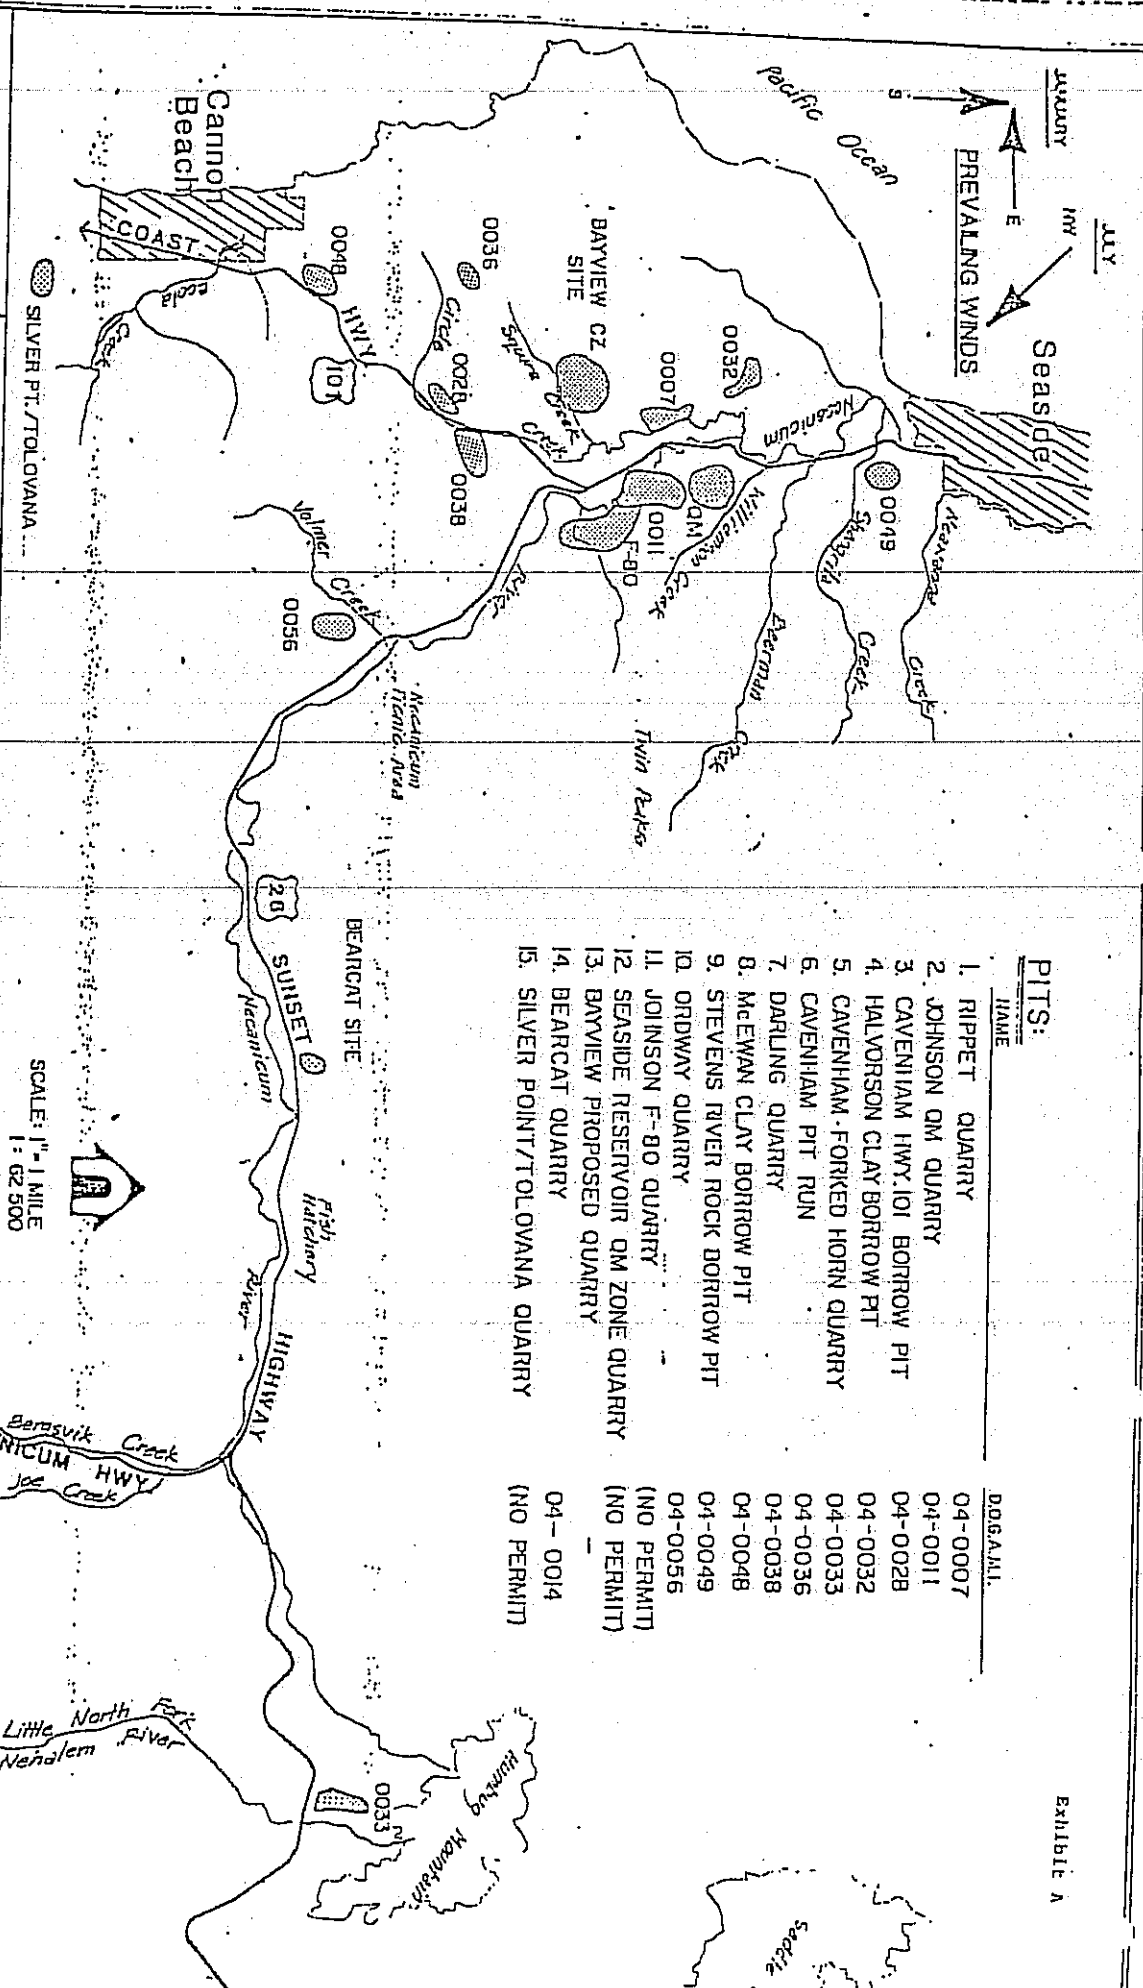 Exhibit A
JULY
NW
S
E
PREVAILING WINDS
Pacific Ocean
Seaside
PITS:
NAME D.O.G.A.M.I.
1. RIPPET QUARRY 04-0007
2. JOHNSON QM QUARRY 04-0011
3. CAVENHAM HWY. 101 BORROW PIT 04-0028
4. HALVORSON CLAY BORROW PIT 04-0032
5. CAVENHAM-FORKED HORN QUARRY 04-0033
6. CAVENHAM PIT RUN 04-0036
7. DARLING QUARRY 04-0038
8. McEWAN CLAY BORROW PIT 04-0048
9. STEVENS RIVER ROCK BORROW PIT 04-0049
10. ORDWAY QUARRY 04-0056
11. JOHNSON F-80 QUARRY (NO PERMIT)
12. SEASIDE RESERVOIR QM ZONE QUARRY (NO PERMIT)
13. BAYVIEW PROPOSED QUARRY –
14. BEARCAT QUARRY 04-0014
15. SILVER POINT/TOLOVANA QUARRY (NO PERMIT)
Neawanna Creek
0049
Shangrila Creek
Necanicum
Beerman Crk
Williamson Creek
0032
0007
QM
0011
F-80
BAYVIEW CZ
SITE
Squaw Creek
Creek
Twin Peaks
0036
Circle
0028
0038
River
0048
HWY.
101
Volmer Creek
0056
Necanicum
Picnic Area
Cannon
Beach
COAST
Ecola
Creek
SILVER PT./TOLOVANA
BEARCAT SITE
26
SUNSET
Necanicum
Fish
Hatchery
River
HIGHWAY
SCALE: 1"=1 MILE
1: 62 500
Bergsvik Creek
NICUM HWY
Joe Creek
Little North Fork
Nehalem River
0033
Humbug
Mountain
Saddle